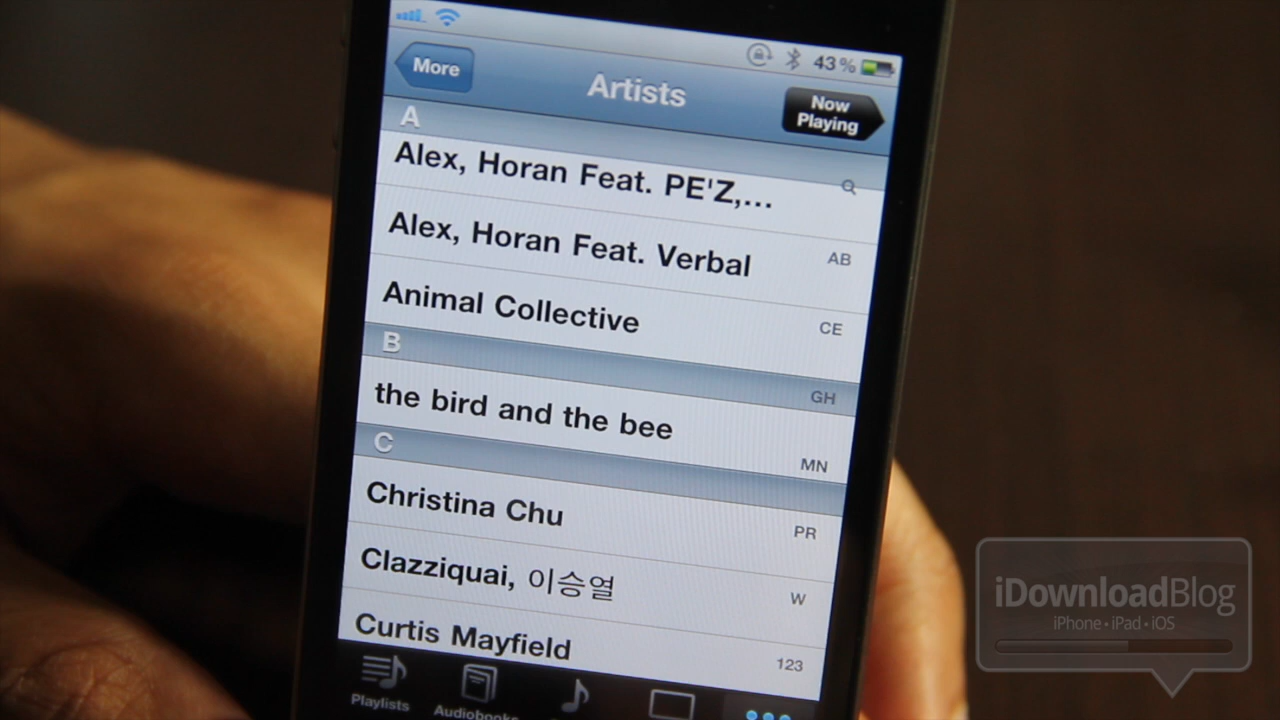 43%
More
Artists
Now
Playing
A
Alex, Horan Feat. PE'Z,...
Alex, Horan Feat. Verbal
AB
Animal Collective
CE
B
GH
the bird and the bee
MN
C
Christina Chu
PR
Clazziquai, 이승열
W
Curtis Mayfield
123
Playlists
Audiobooks
iDownloadBlog
iPhone • iPad • iOS